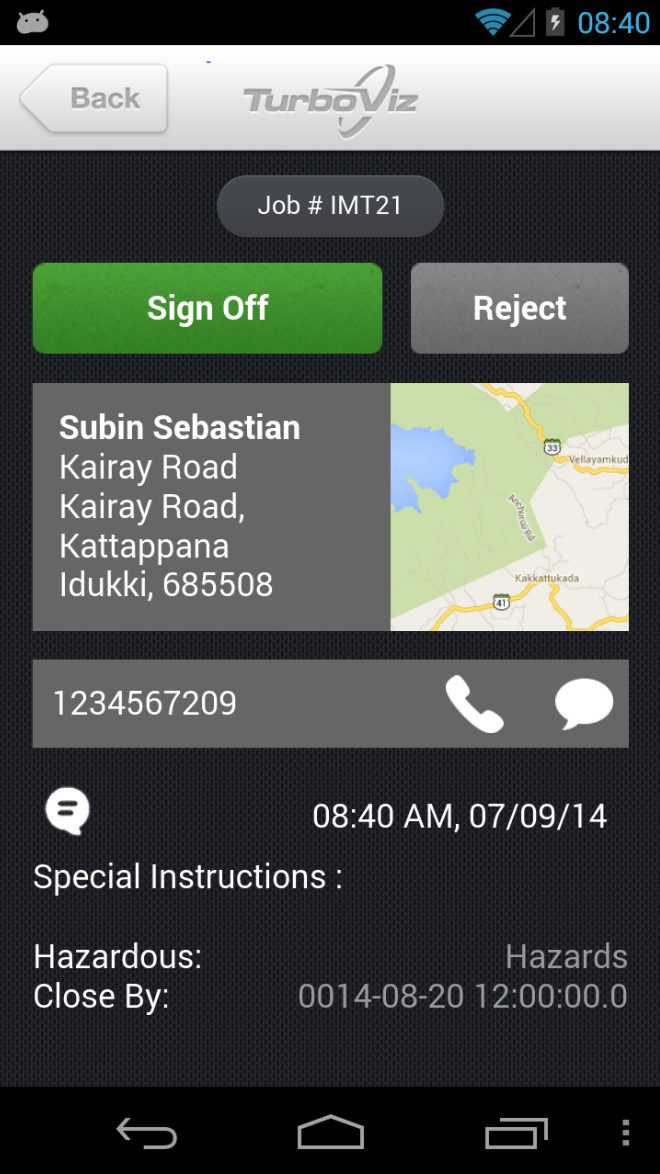 08:40
Back
TurboViz
Job # IMT21
Sign Off
Reject
Subin Sebastian
Kairay Road
Kairay Road,
Kattappana
Idukki, 685508
33
Vellayamkud
Anchuruli Rd
Kakkattukada
41
1234567209
08:40 AM, 07/09/14
Special Instructions :
Hazardous:
Hazards
Close By:
0014-08-20 12:00:00.0